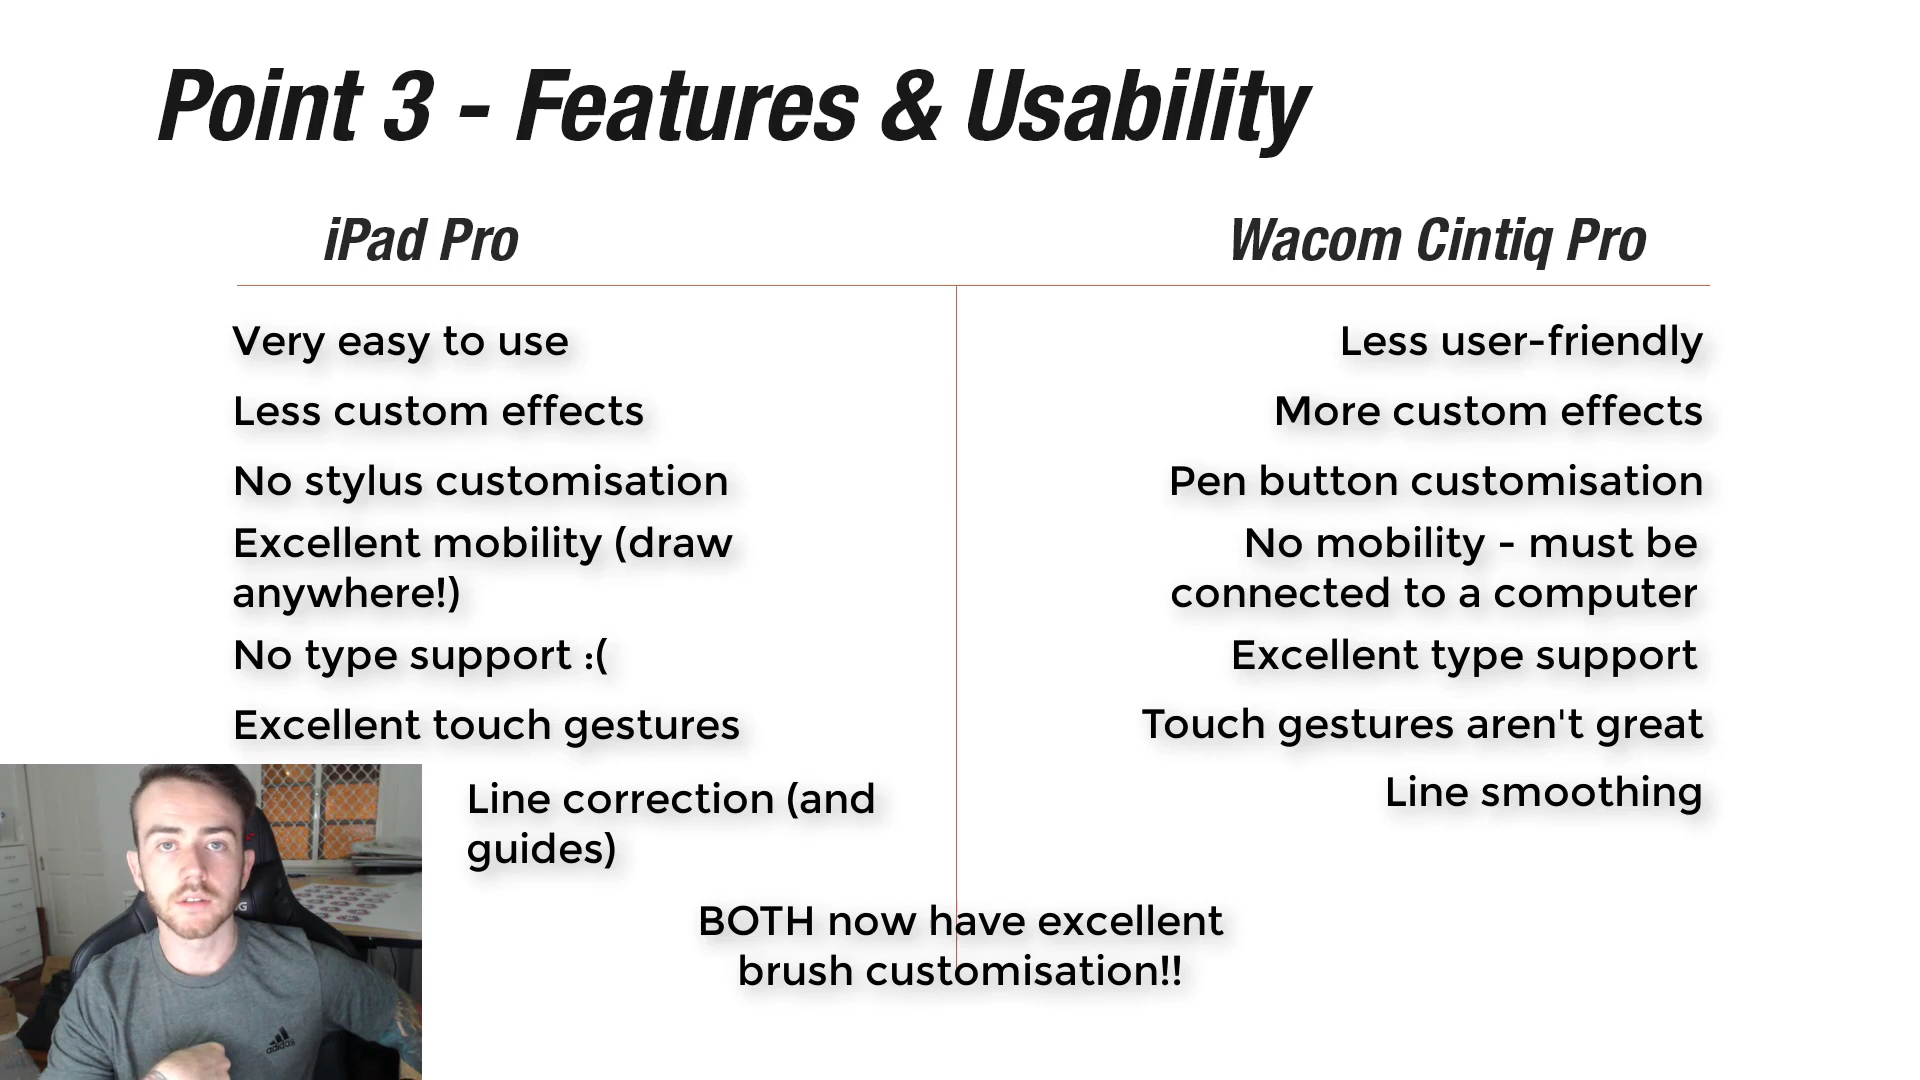 Point 3 - Features & Usability
iPad Pro
Wacom Cintiq Pro
Very easy to use
Less user-friendly
Less custom effects
More custom effects
No stylus customisation
Pen button customisation
Excellent mobility (draw
anywhere!)
No mobility - must be
connected to a computer
No type support :(
Excellent type support
Excellent touch gestures
Touch gestures aren't great
Line correction (and
guides)
Line smoothing
BOTH now have excellent
brush customisation!!
adidas